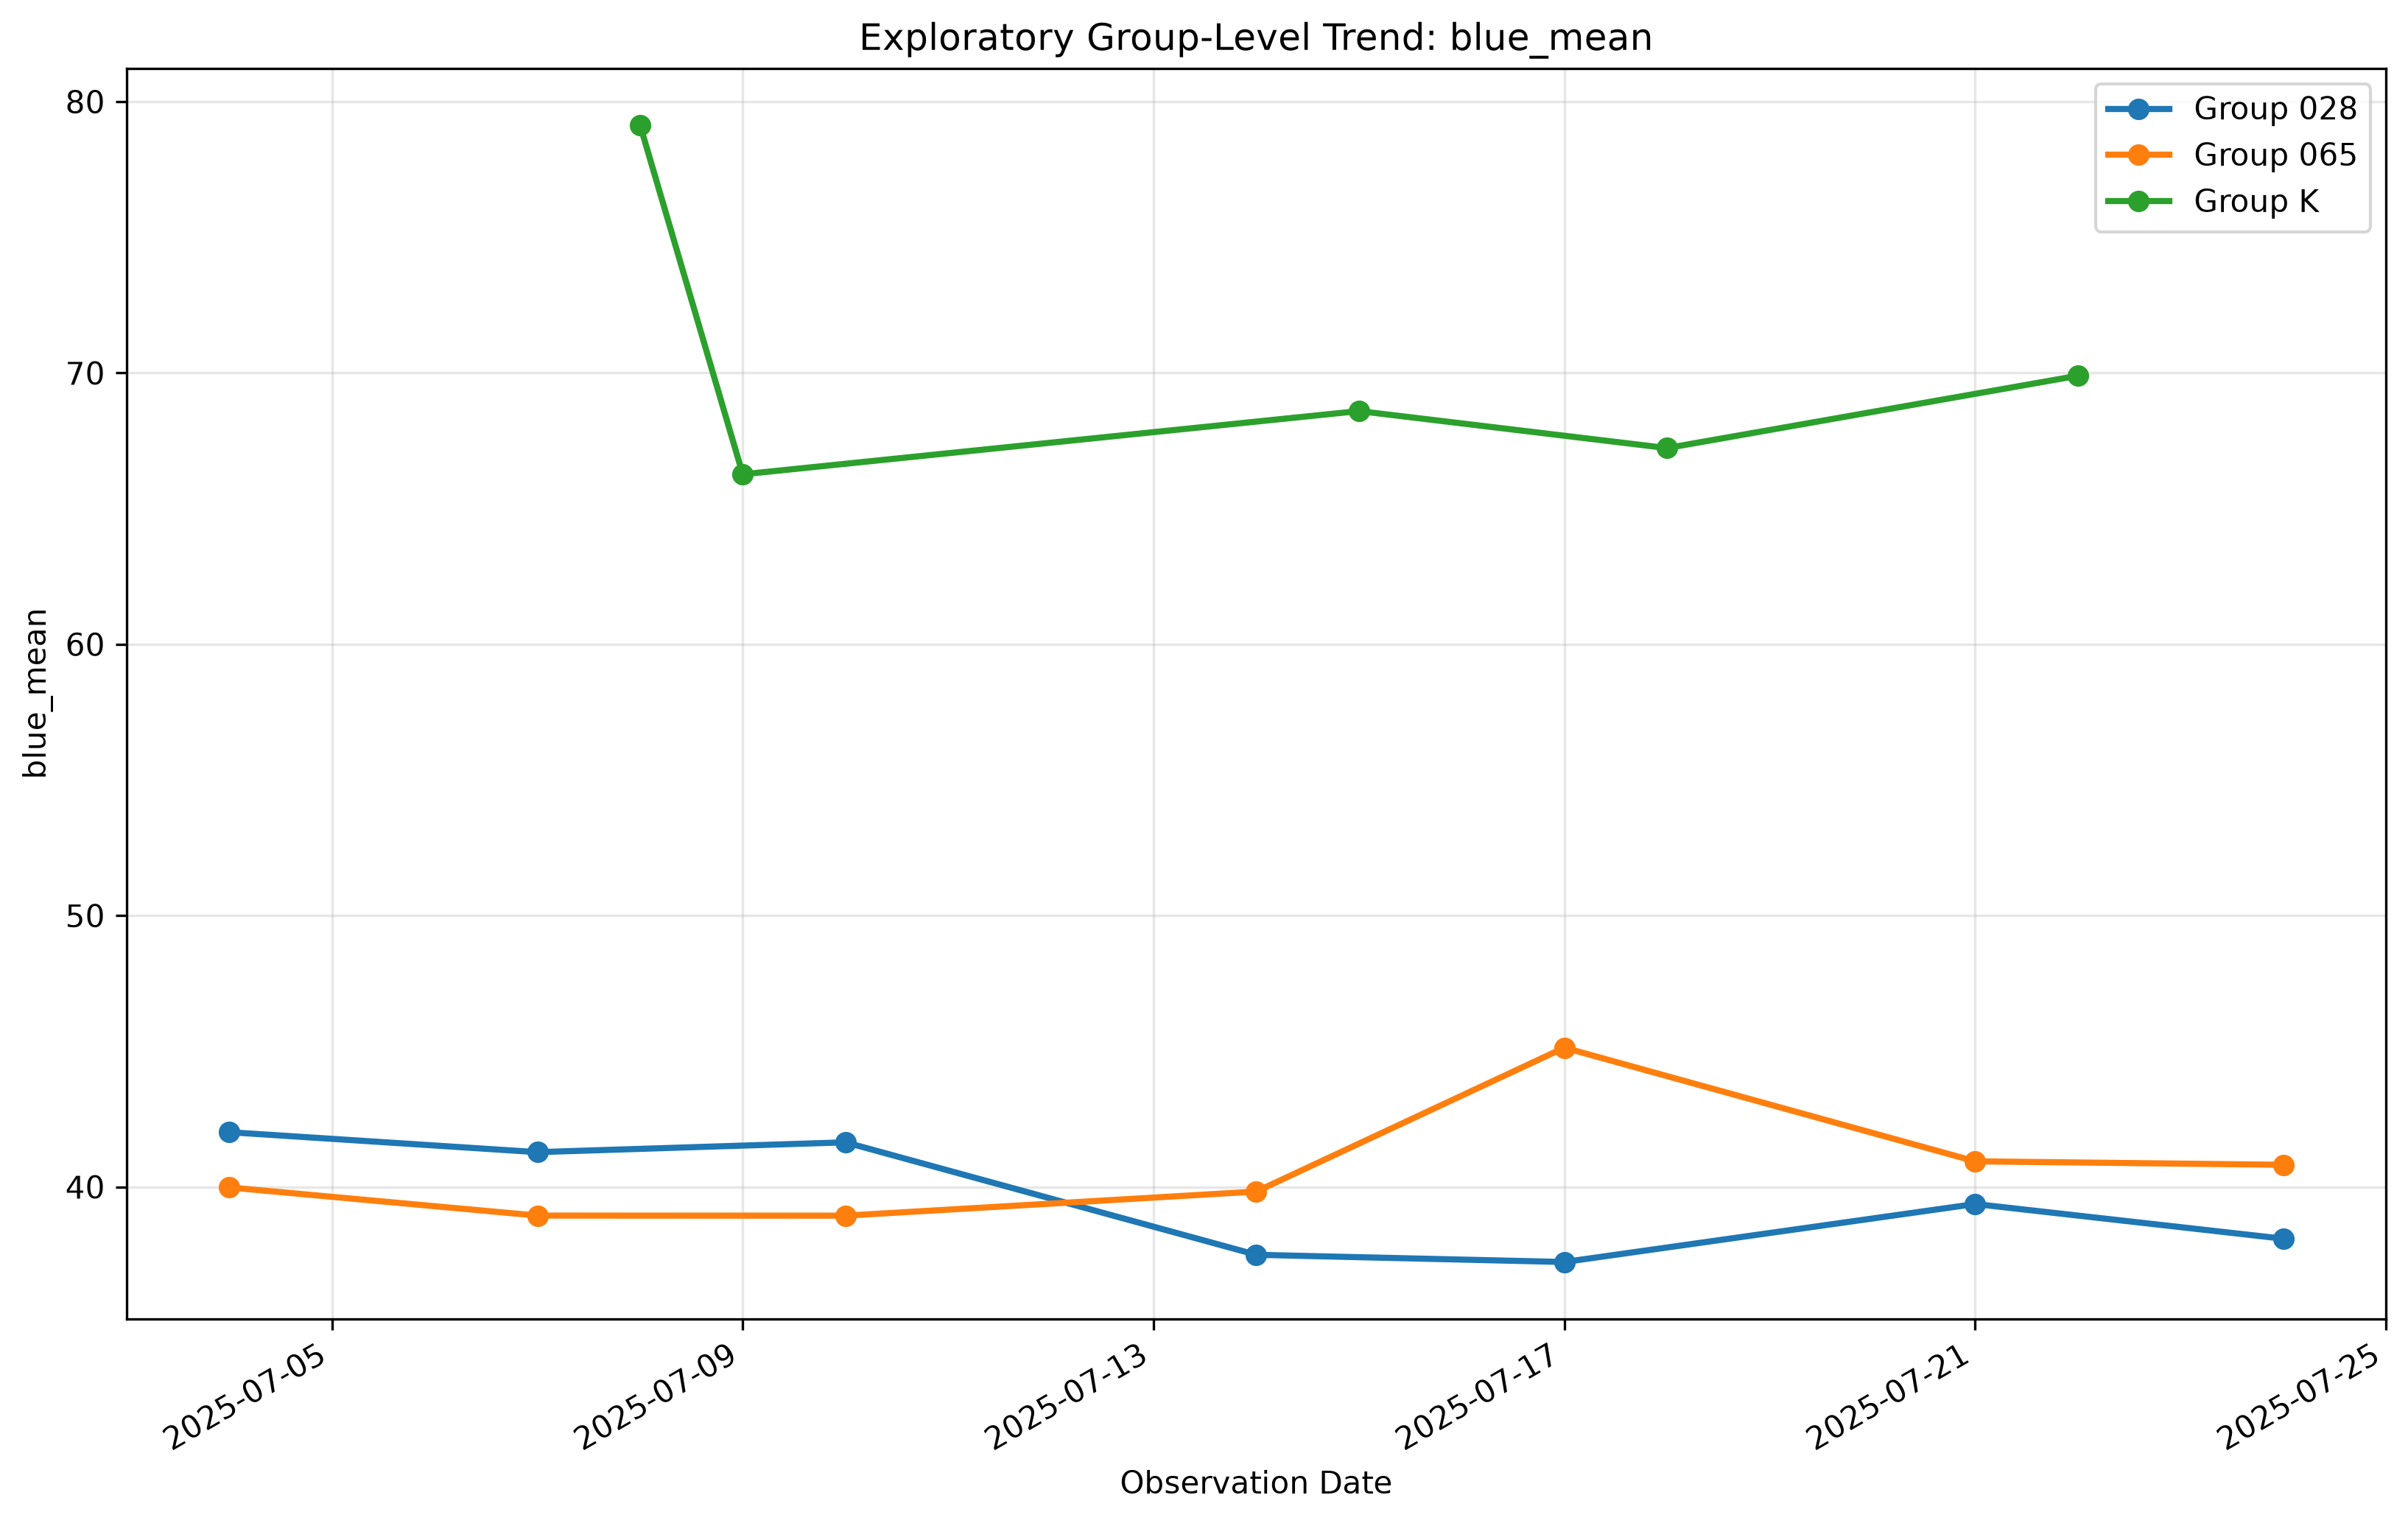 Exploratory Group-Level Trend: blue_mean
Group 028
Group 065
Group K
80
70
60
50
40
blue_mean
2025-07-05
2025-07-09
2025-07-13
2025-07-17
2025-07-21
2025-07-25
Observation Date